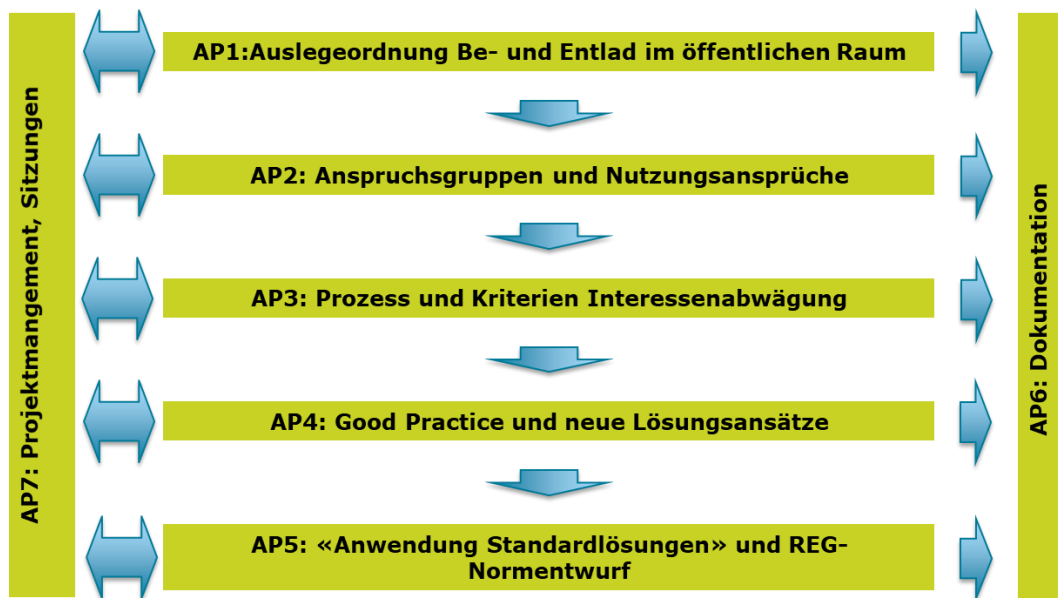 AP7: Projektmangement, Sitzungen
AP1:Auslegeordnung Be- und Entlad im öffentlichen Raum
AP2: Anspruchsgruppen und Nutzungsansprüche
AP3: Prozess und Kriterien Interessenabwägung
AP4: Good Practice und neue Lösungsansätze
AP5: «Anwendung Standardlösungen» und REG-
Normentwurf
AP6: Dokumentation